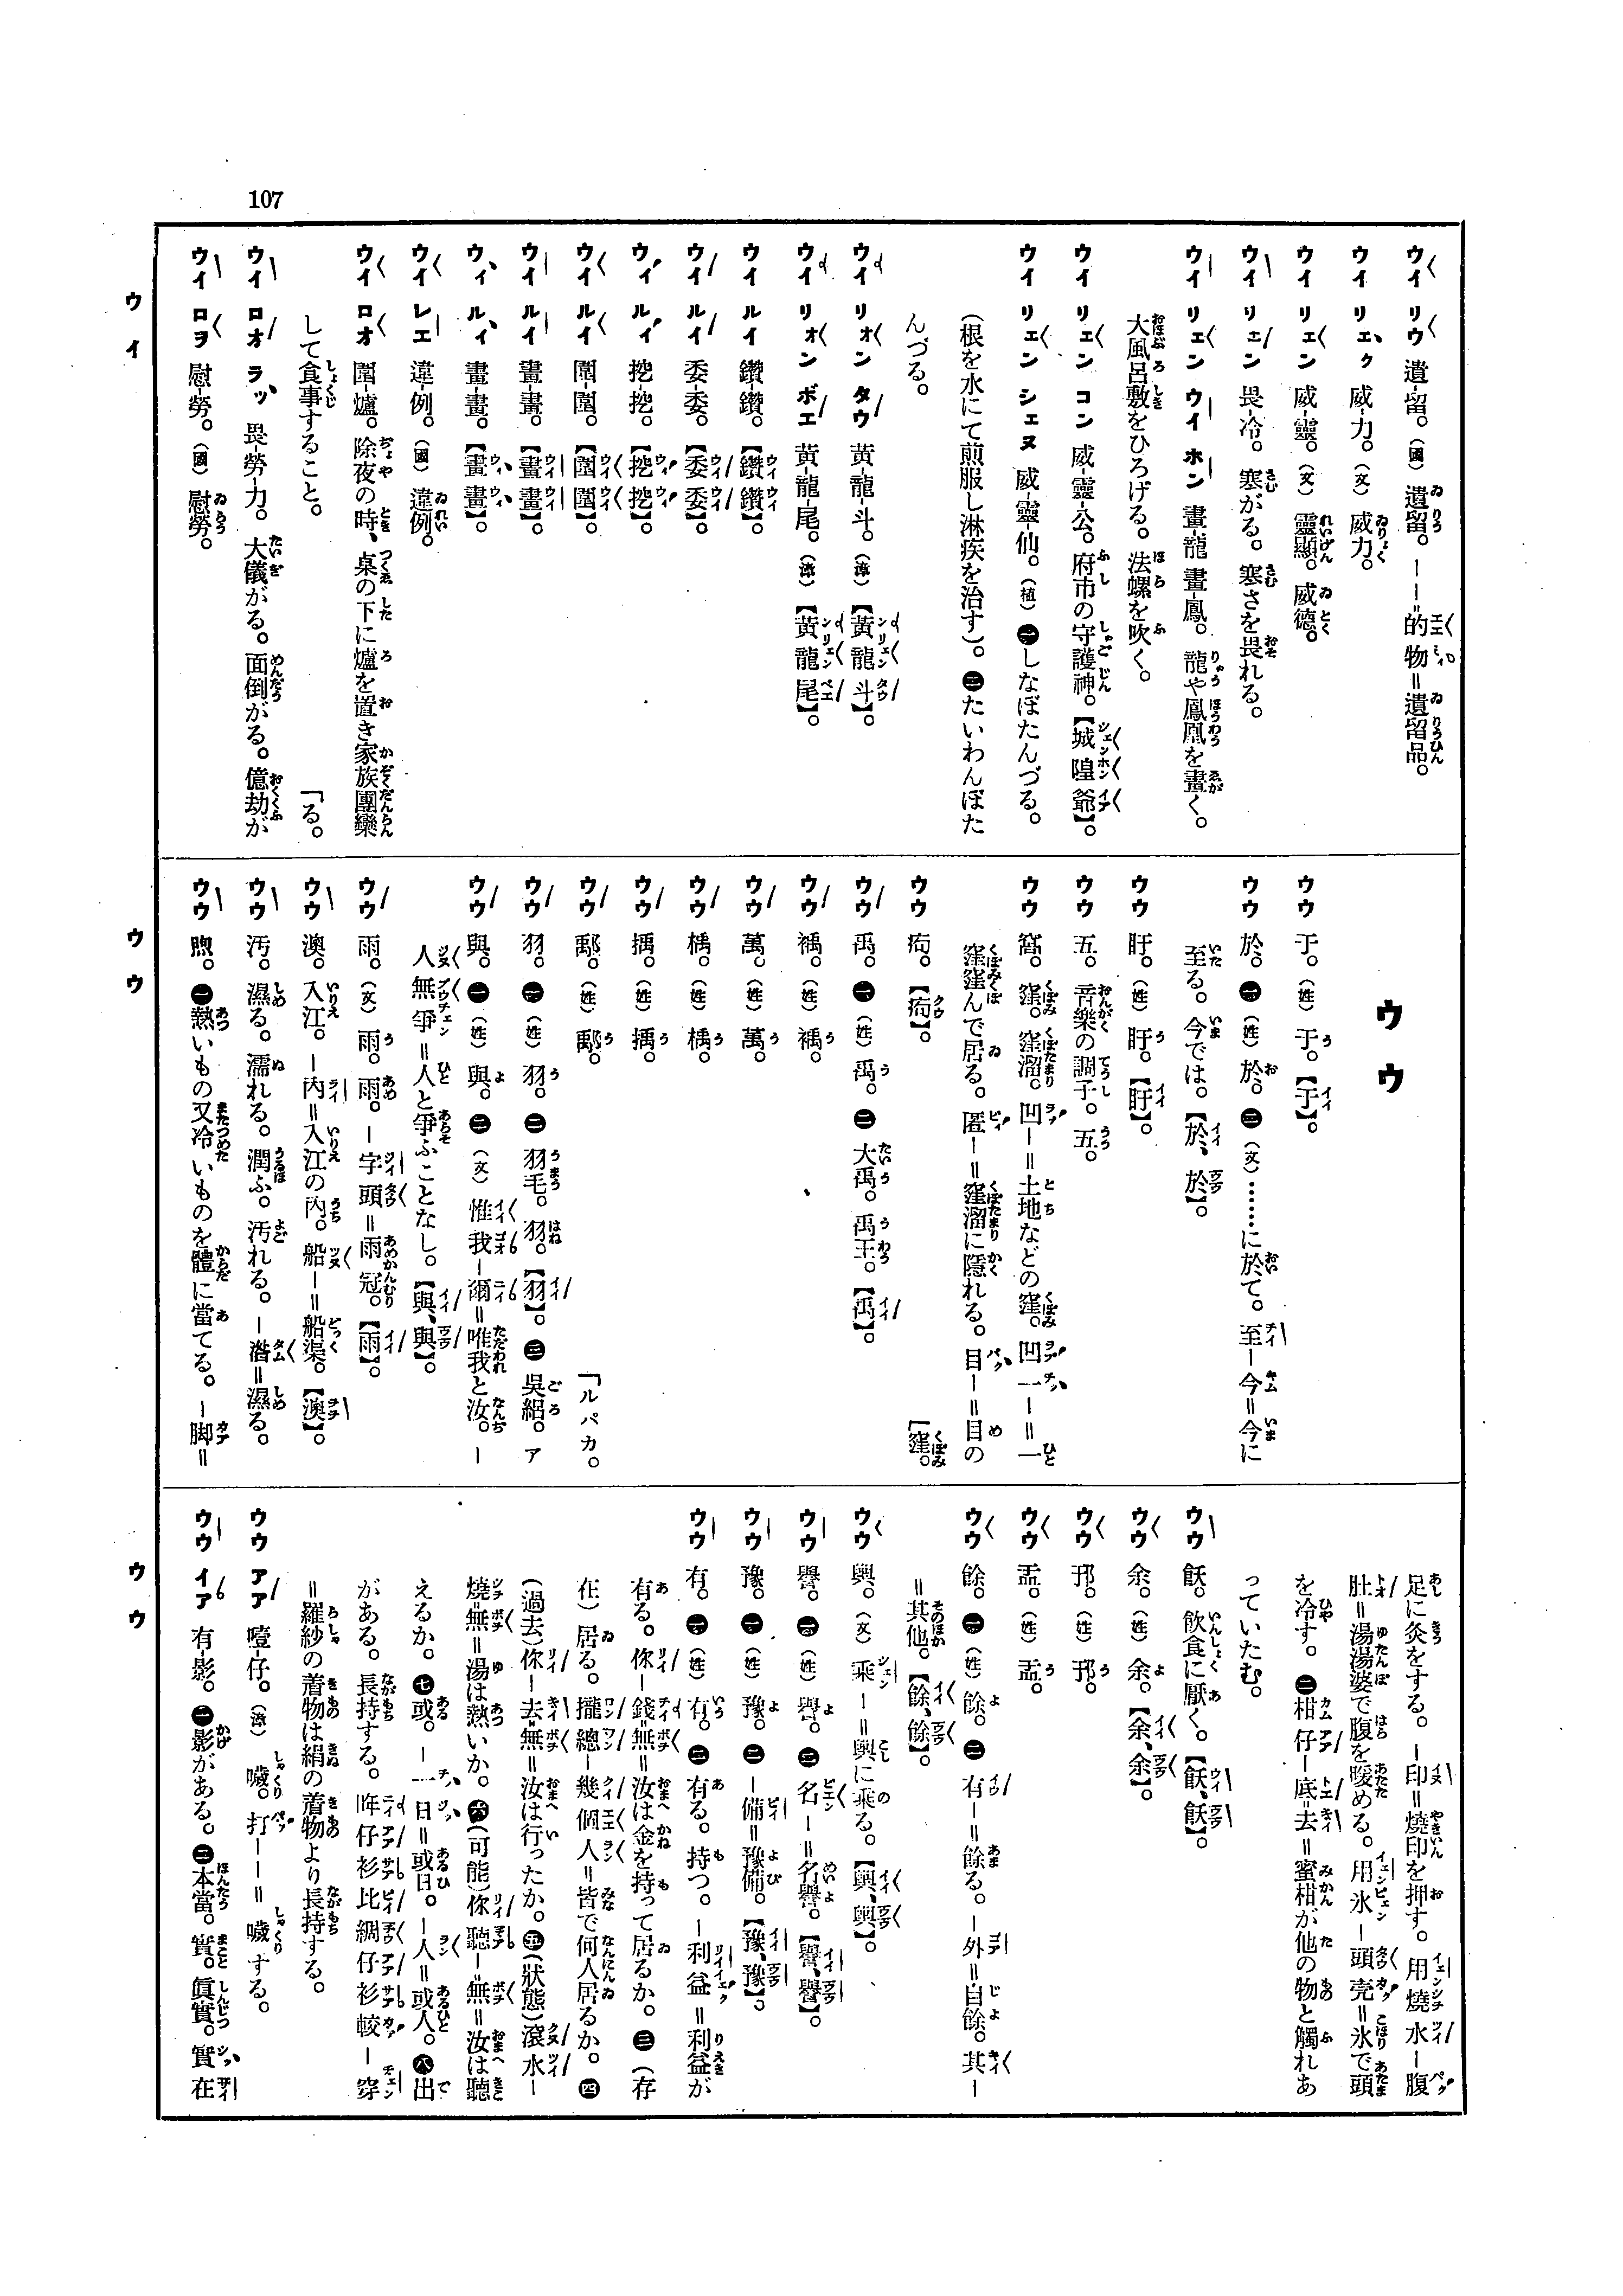 107
ウイ リウ 遺-留。（國）遺留。——的物＝遺留品。
ウイ リェク 威-力。（文）威力。
ウイ リェン 威-靈。（文）靈顯。威德。
ウイ リェン 畏-冷。寒がる。寒さを畏れる。
ウイ リェン ウイ ホン 畫-龍 畫-鳳。龍や鳳凰を畫く。
大風呂敷をひろげる。法螺を吹く。
ウイ リェン コン 威-靈-公。府市の守護神。【城隍爺】。
ウイ リェン シェヌ 威-靈-仙。（植）㊀しなぼたんづる。
（根を水にて煎服し淋疾を治す）。㊁たいわんぼた
んづる。
ウイ リォン タウ 黃-龍-斗。（漳）【黃龍斗】。
ウイ リォン ボエ 黃-龍-尾。（漳）【黃龍尾】。
ウイ ルイ 鑽-鑽。【鑽鑽】。
ウイ ルイ 委-委。【委委】。
ウィ ルィ 挖-挖。【挖挖】。
ウイ ルイ 圍-圍。【圍圍】。
ウイ ルイ 畫-畫。【畫畫】。
ウィ ルィ 畫-畫。【畫畫】。
ウイ レエ 違-例。（國）違例。
ウイ ロオ 圍-爐。除夜の時、桌の下に爐を置き家族團欒
して食事すること。 「る。
ウイ ロオ ラッ 畏-勞-力。大儀がる。面倒がる。億劫が
ウイ ロヲ 慰-勞。（國）慰勞。
ウ イ
ウウ
ウウ 于。（姓）于。【于】。
ウウ 於。㊀（姓）於。㊁（文）……に於て。至—今＝今に
至る。今では。【於、於】。
ウウ 盱。（姓）盱。【盱】。
ウウ 五。音樂の調子。五。
ウウ 窩。窪。窪溜。凹—＝土地などの窪。凹一—＝一
窪窪んで居る。匿—＝窪溜に隱れる。目—＝目の
ウウ 痀。【痀】。 「窪。
ウウ 禹。㊀（姓）禹。㊁大禹。禹王。【禹】。
ウウ 䄔。（姓）䄔。
ウウ 萬。（姓）萬。
ウウ 楀。（姓）楀。
ウウ 㧾。（姓）㧾。
ウウ 鄅。（姓）鄅。 「ルパカ。
ウウ 羽。㊀（姓）羽。㊁羽毛。羽。【羽】。㊂吳絽。ア
ウウ 與。㊀（姓）與。㊁（文）惟我—爾＝唯我と汝。—
人無爭＝人と爭ふことなし。【與、與】。
ウウ 雨。（文）雨。雨。—字頭＝雨冠。【雨】。
ウウ 澳。入江。—內＝入江の內。船—＝船渠。【澳】。
ウウ 汚。濕る。濡れる。潤ふ。汚れる。—澹＝濕る。
ウウ 煦。㊀熱いもの又冷いものを體に當てる。—脚＝
ウ ウ
足に灸をする。—印＝燒印を押す。用燒水—腹
肚＝湯湯婆で腹を暖める。用氷—頭壳＝氷で頭
を冷す。㊁柑仔—底-去＝蜜柑が他の物と觸れあ
っていたむ。
ウウ 飫。飲食に厭く。【飫、飫】。
ウウ 余。（姓）余。【余、余】。
ウウ 邘。（姓）邘。
ウウ 盂。（姓）盂。
ウウ 餘。㊀（姓）餘。㊁有—＝餘る。—外＝自餘。其—
＝其他。【餘、餘】。
ウウ 輿。（文）乘—＝輿に乘る。【輿、輿】。
ウウ 譽。㊀（姓）譽。㊁名—＝名譽。【譽、譽】。
ウウ 豫。㊀（姓）豫。㊁—備＝豫備。【豫、豫】。
ウウ 有。㊀（姓）有。㊁有る。持つ。—利益＝利益が
有る。你—錢-無＝汝は金を持って居るか。㊂（存
在）居る。攏總—幾個人＝皆で何人居るか。㊃
（過去）你—去-無＝汝は行ったか。㊄（狀態）滾水—
燒-無＝湯は熱いか。㊅（可能）你聽—無＝汝は聽
えるか。㊆或。—一日＝或日。—人＝或人。㊇出
がある。長持する。哖仔衫比綢仔衫較—穿
＝羅紗の着物は絹の着物より長持する。
ウウ アア 噎-仔。（漳）噦。打——＝噦する。
ウウ イア 有-影。㊀影がある。㊁本當。實。眞實。實在
ウ ウ